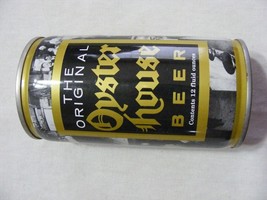 THE
ORIGINAL
Oyster
house
BEER
Contents 12 fluid ounces